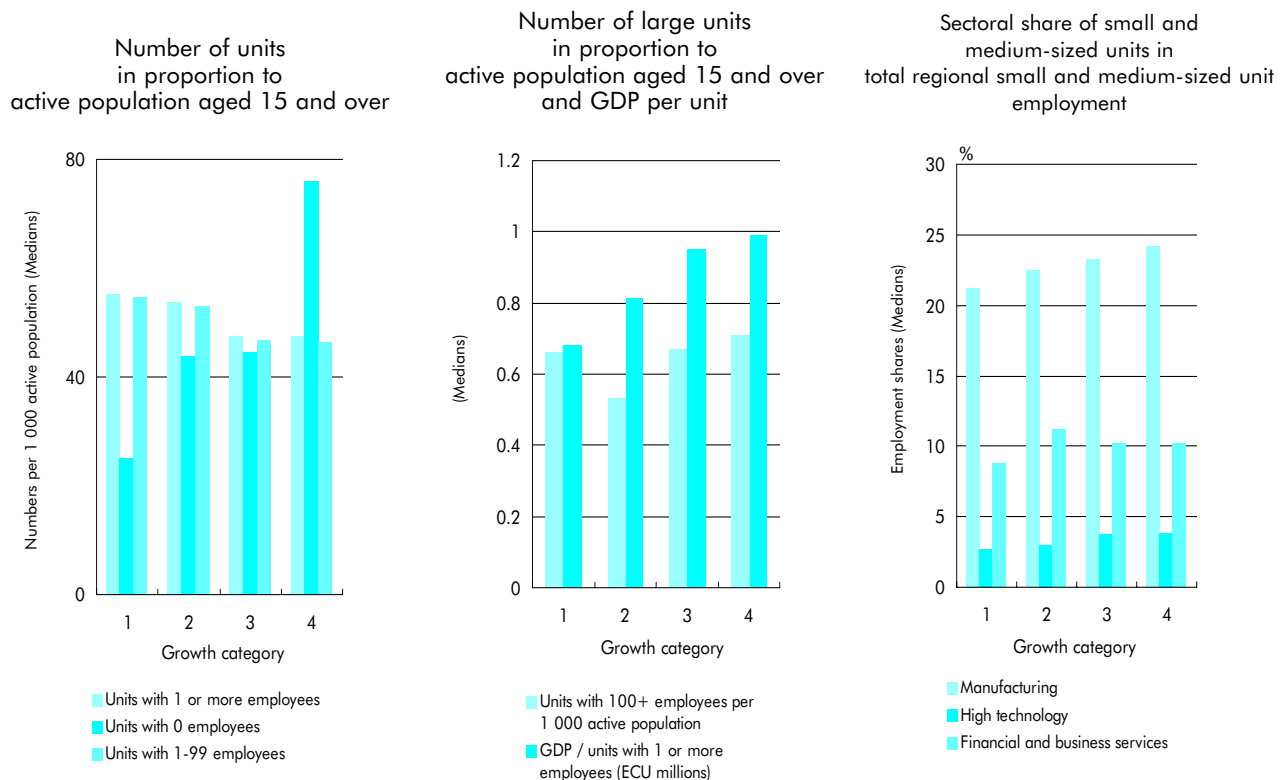 Number of units
in proportion to
active population aged 15 and over
80
40
0
Numbers per 1 000 active population (Medians)
1 2 3 4
Growth category
Units with 1 or more employees
Units with 0 employees
Units with 1-99 employees
Number of large units
in proportion to
active population aged 15 and over
and GDP per unit
1.2
1
0.8
0.6
0.4
0.2
0
(Medians)
1 2 3 4
Growth category
Units with 100+ employees per
1 000 active population
GDP / units with 1 or more
employees (ECU millions)
Sectoral share of small and
medium-sized units in
total regional small and medium-sized unit
employment
%
30
25
20
15
10
5
0
Employment shares (Medians)
1 2 3 4
Growth category
Manufacturing
High technology
Financial and business services